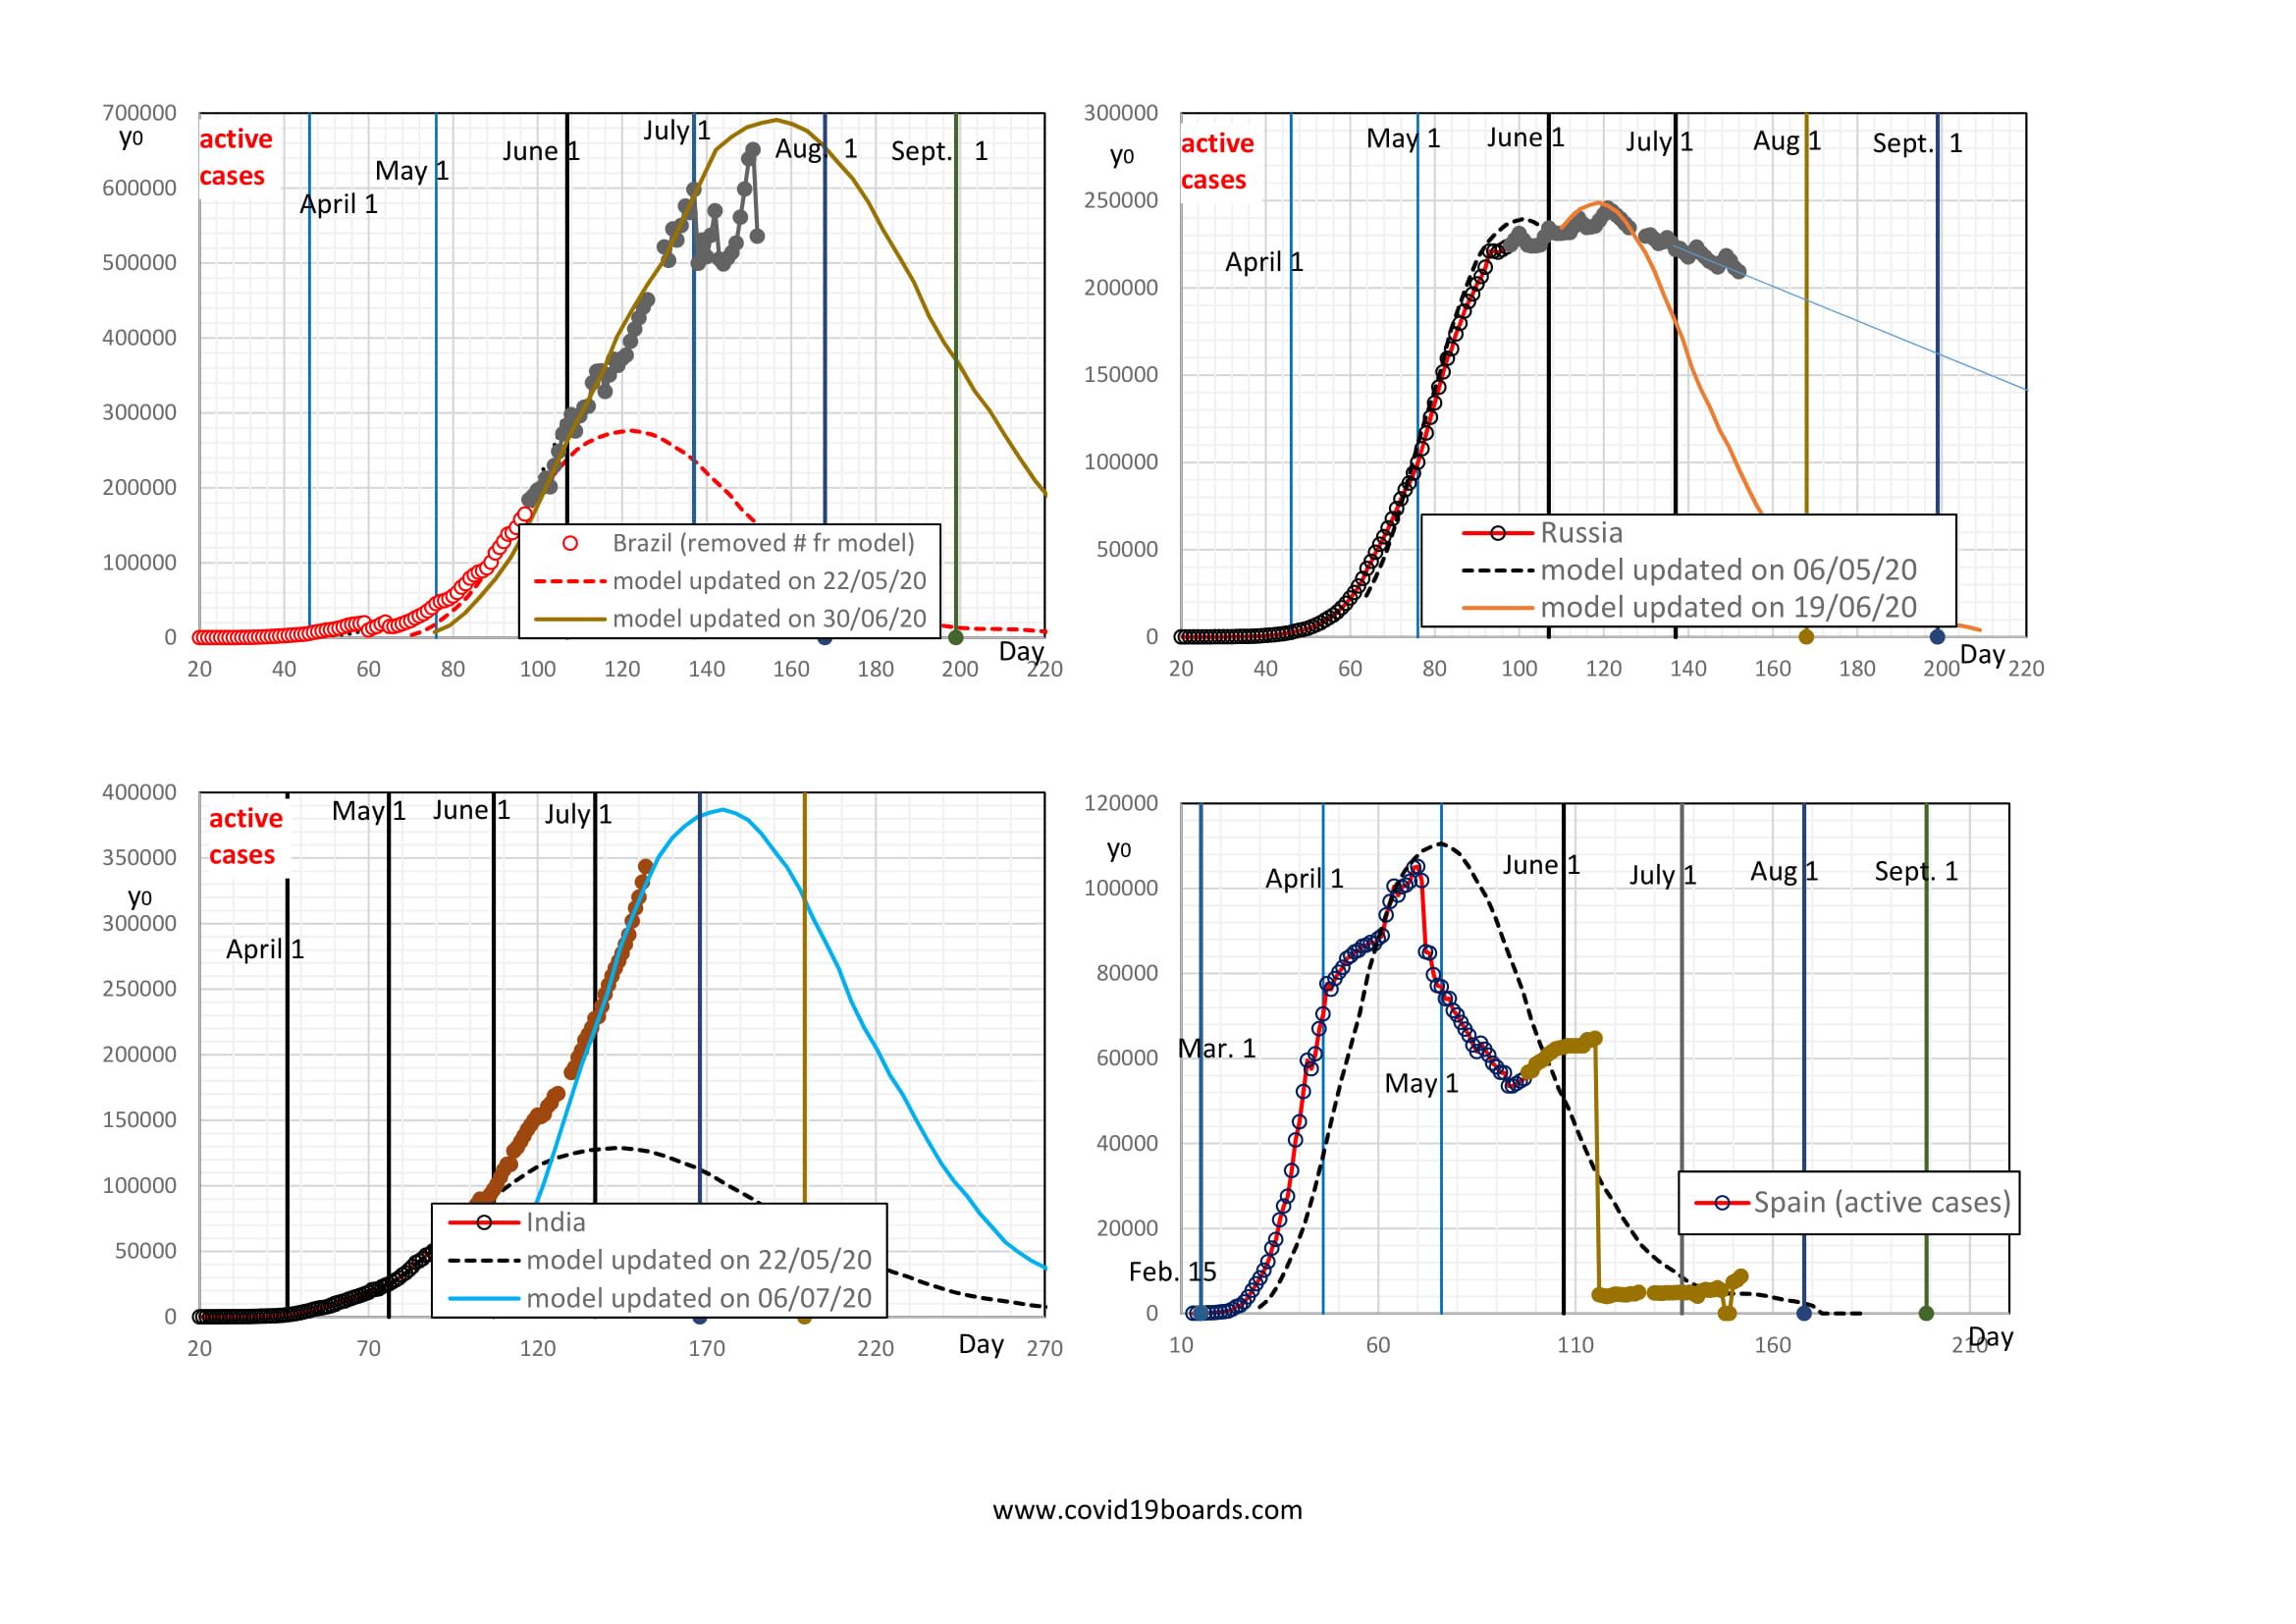 700000
600000
500000
400000
300000
200000
100000
0
y0
active
cases
April 1
May 1
June 1
July 1
Aug. 1
Sept. 1
Brazil (removed # fr model)
model updated on 22/05/20
model updated on 30/06/20
Day
20 40 60 80 100 120 140 160 180 200 220
300000
250000
200000
150000
100000
50000
0
y0
active
cases
April 1
May 1
June 1
July 1
Aug 1
Sept. 1
Russia
model updated on 06/05/20
model updated on 19/06/20
Day
20 40 60 80 100 120 140 160 180 200 220
400000
350000
300000
250000
200000
150000
100000
50000
0
y0
active
cases
April 1
May 1
June 1
July 1
India
model updated on 22/05/20
model updated on 06/07/20
Day
20 70 120 170 220 270
120000
100000
80000
60000
40000
20000
0
y0
Feb. 15
Mar. 1
April 1
May 1
June 1
July 1
Aug 1
Sept. 1
Spain (active cases)
Day
10 60 110 160 210
www.covid19boards.com